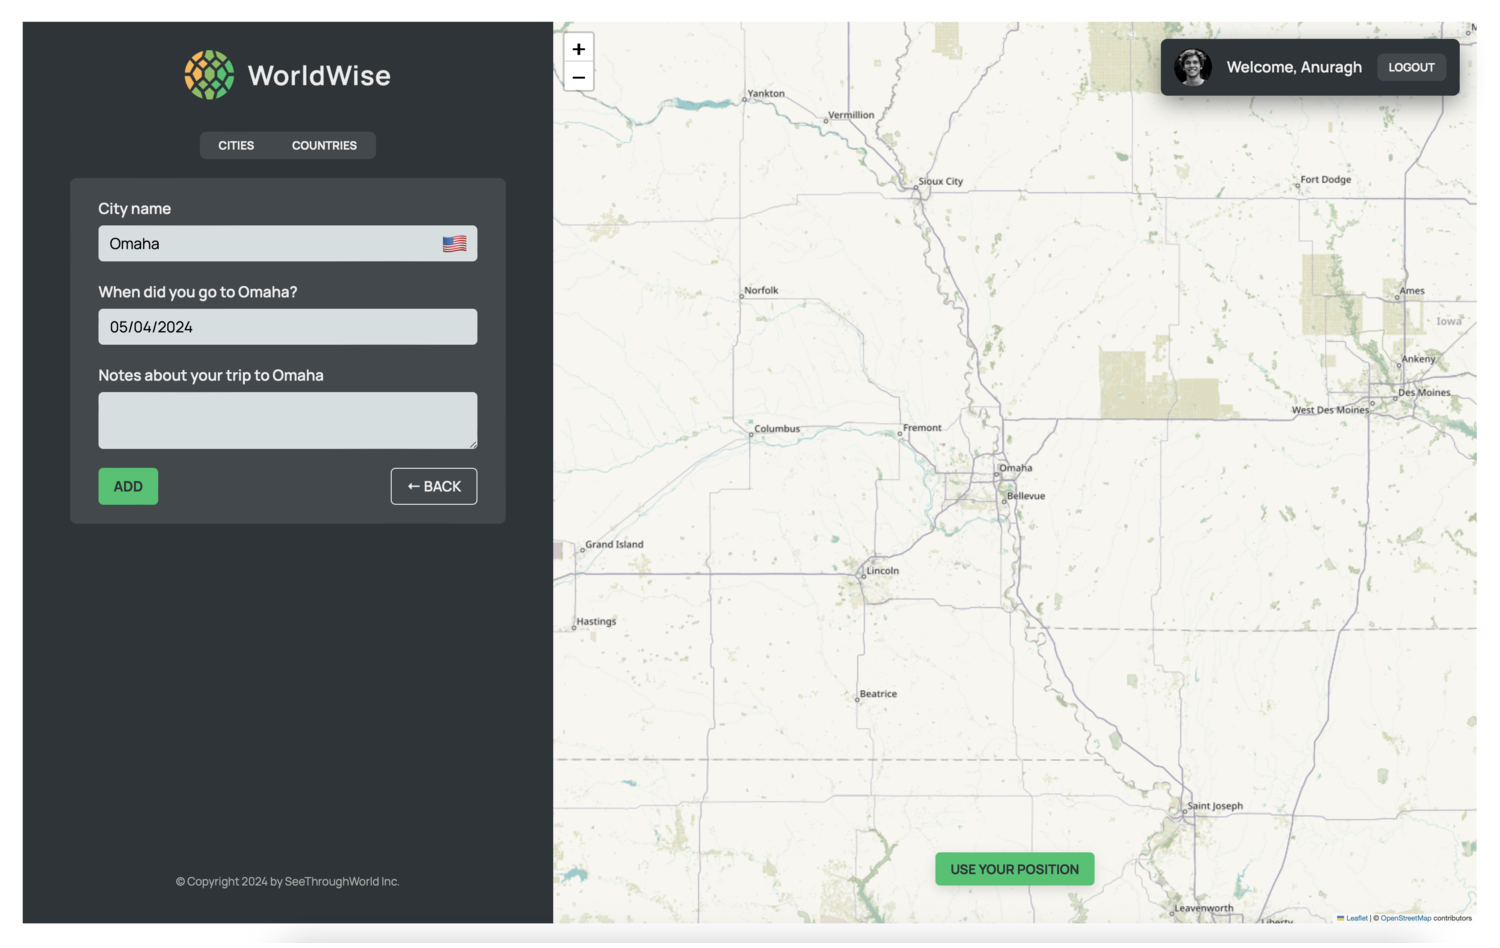 WorldWise
CITIES COUNTRIES
City name
Omaha
When did you go to Omaha?
05/04/2024
Notes about your trip to Omaha
ADD
← BACK
© Copyright 2024 by SeeThroughWorld Inc.
+
−
Welcome, Anuragh
LOGOUT
Yankton
Vermillion
Sioux City
Fort Dodge
Norfolk
Ames
Iowa
Ankeny
Des Moines
West Des Moines
Columbus
Fremont
Omaha
Bellevue
Grand Island
Lincoln
Hastings
Beatrice
Saint Joseph
USE YOUR POSITION
Leavenworth
Liberty
Leaflet | © OpenStreetMap contributors